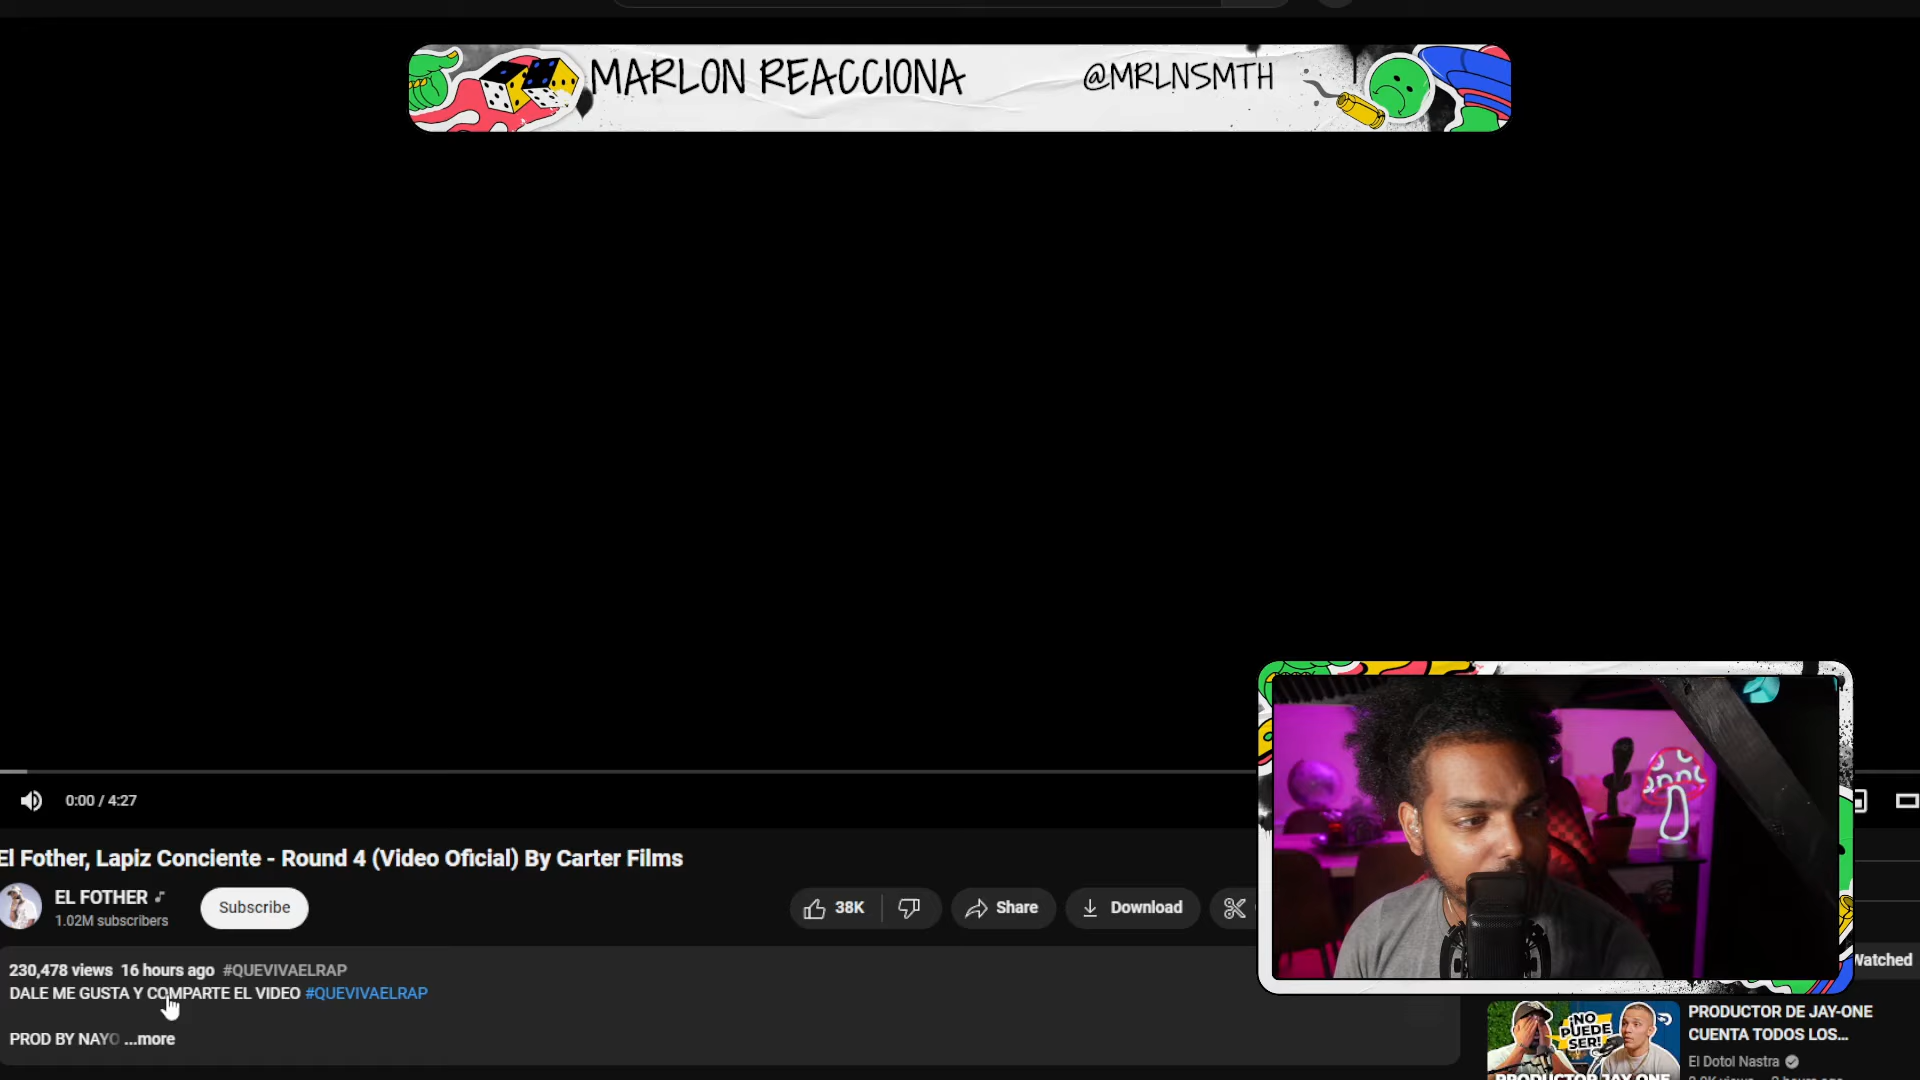 MARLON REACCIONA @MRLNSMTH
0:00 / 4:27
El Fother, Lapiz Conciente - Round 4 (Video Oficial) By Carter Films
EL FOTHER
1.02M subscribers
Subscribe
38K
Share
Download
230,478 views 16 hours ago #QUEVIVAELRAP
DALE ME GUSTA Y COMPARTE EL VIDEO #QUEVIVAELRAP
PROD BY NAYO ...more
Watched
¡NO
PUEDE
SER!
PRODUCTOR JAY-ONE
PRODUCTOR DE JAY-ONE
CUENTA TODOS LOS...
El Dotol Nastra